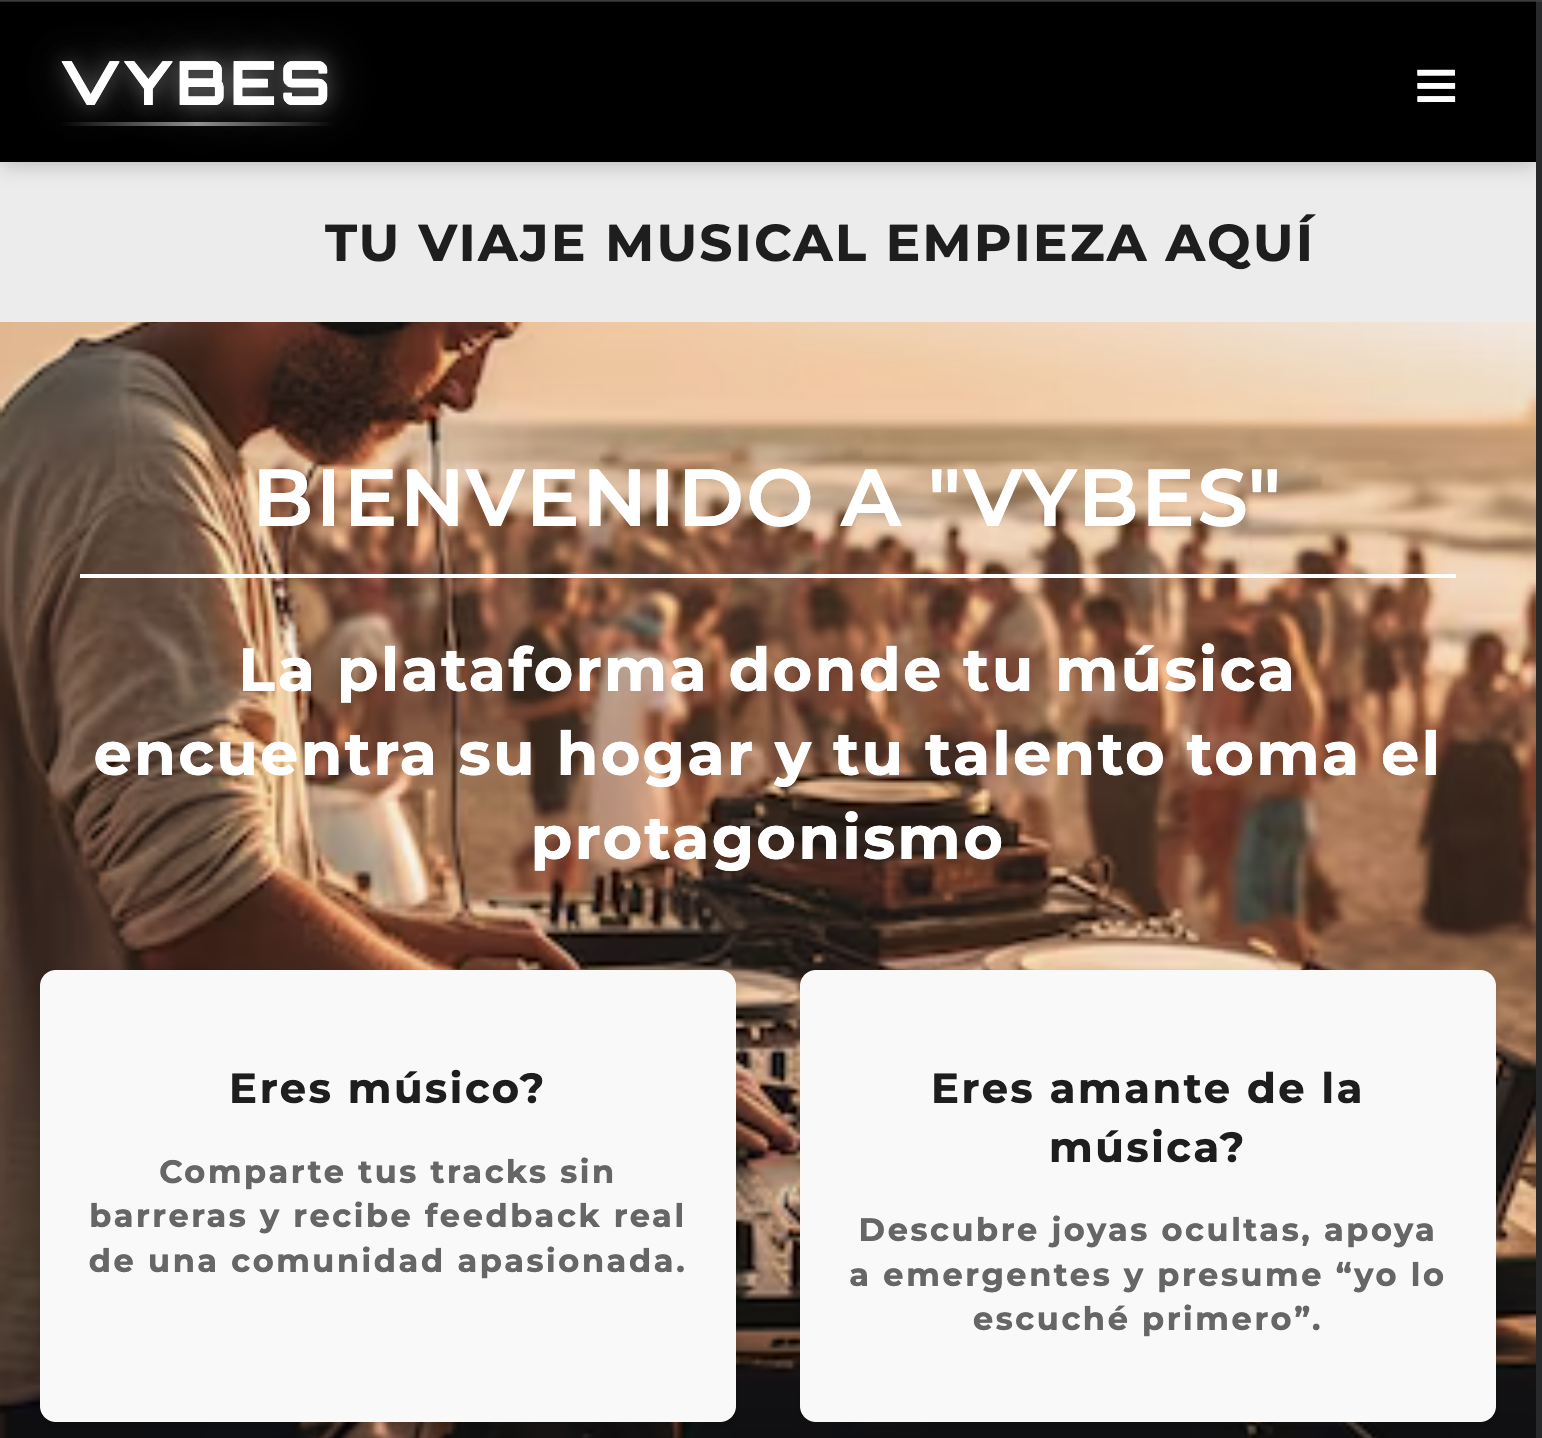 VYBES
TU VIAJE MUSICAL EMPIEZA AQUÍ
BIENVENIDO A "VYBES"
La plataforma donde tu música
encuentra su hogar y tu talento toma el
protagonismo
Eres músico?
Comparte tus tracks sin
barreras y recibe feedback real
de una comunidad apasionada.
Eres amante de la
música?
Descubre joyas ocultas, apoya
a emergentes y presume “yo lo
escuché primero”.